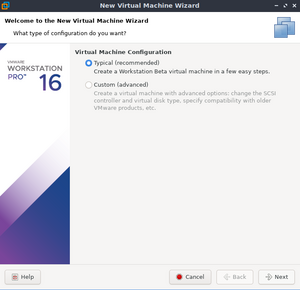 New Virtual Machine Wizard
Welcome to the New Virtual Machine Wizard
What type of configuration do you want?
VMWARE
WORKSTATION
PRO™
16
Virtual Machine Configuration
Typical (recommended)
Create a Workstation Beta virtual machine in a few easy steps.
Custom (advanced)
Create a virtual machine with advanced options: change the SCSI
controller and virtual disk type, specify compatibility with older
VMware products, etc.
Help
Cancel
Back
Next